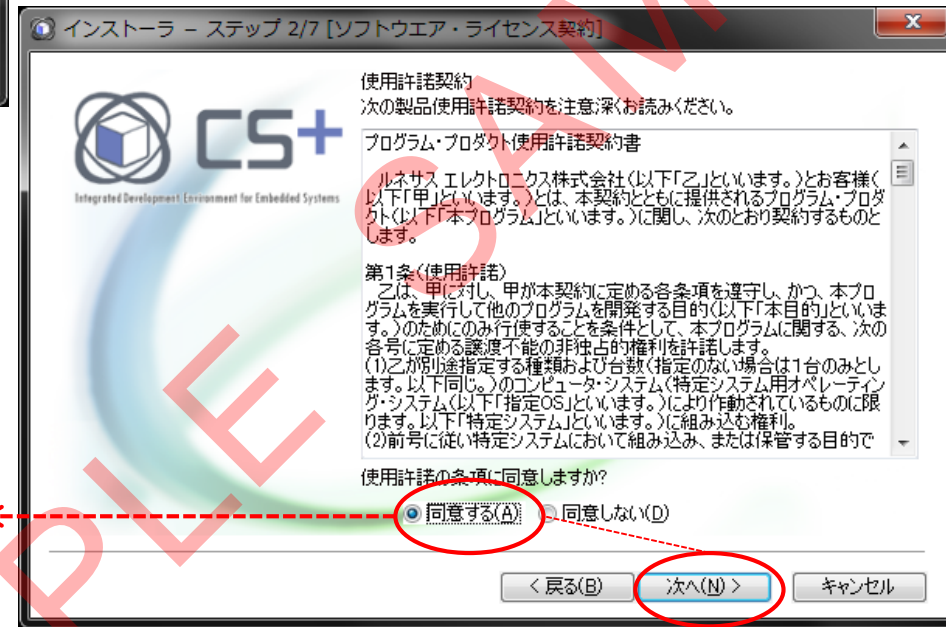 インストーラ － ステップ 2/7 [ソフトウエア・ライセンス契約]
CS+
Integrated Development Environment for Embedded Systems
使用許諾契約
次の製品使用許諾契約を注意深くお読みください。
プログラム・プロダクト使用許諾契約書
ルネサス エレクトロニクス株式会社(以下「乙」といいます。)とお客様(
以下「甲」といいます。)とは、本契約とともに提供されるプログラム・プロダ
クト(以下「本プログラム」といいます。)に関し、次のとおり契約するものと
します。
第1条(使用許諾)
乙は、甲に対し、甲が本契約に定める各条項を遵守し、かつ、本プロ
グラムを実行して他のプログラムを開発する目的(以下「本目的」といいま
す。)のためにのみ行使することを条件として、本プログラムに関する、次の
各号に定める譲渡不能の非独占的権利を許諾します。
(1)乙が別途指定する種類および台数(指定のない場合は1台のみとし
ます。以下同じ。)のコンピュータ・システム(特定システム用オペレーティン
グ・システム(以下「指定OS」といいます。)により作動されているものに限
ります。以下「特定システム」といいます。)に組み込む権利。
(2)前号に従い特定システムにおいて組み込み、または保管する目的で
使用許諾の条項に同意しますか?
同意する(A) 同意しない(D)
< 戻る(B) 次へ(N) > キャンセル
PLE SAM